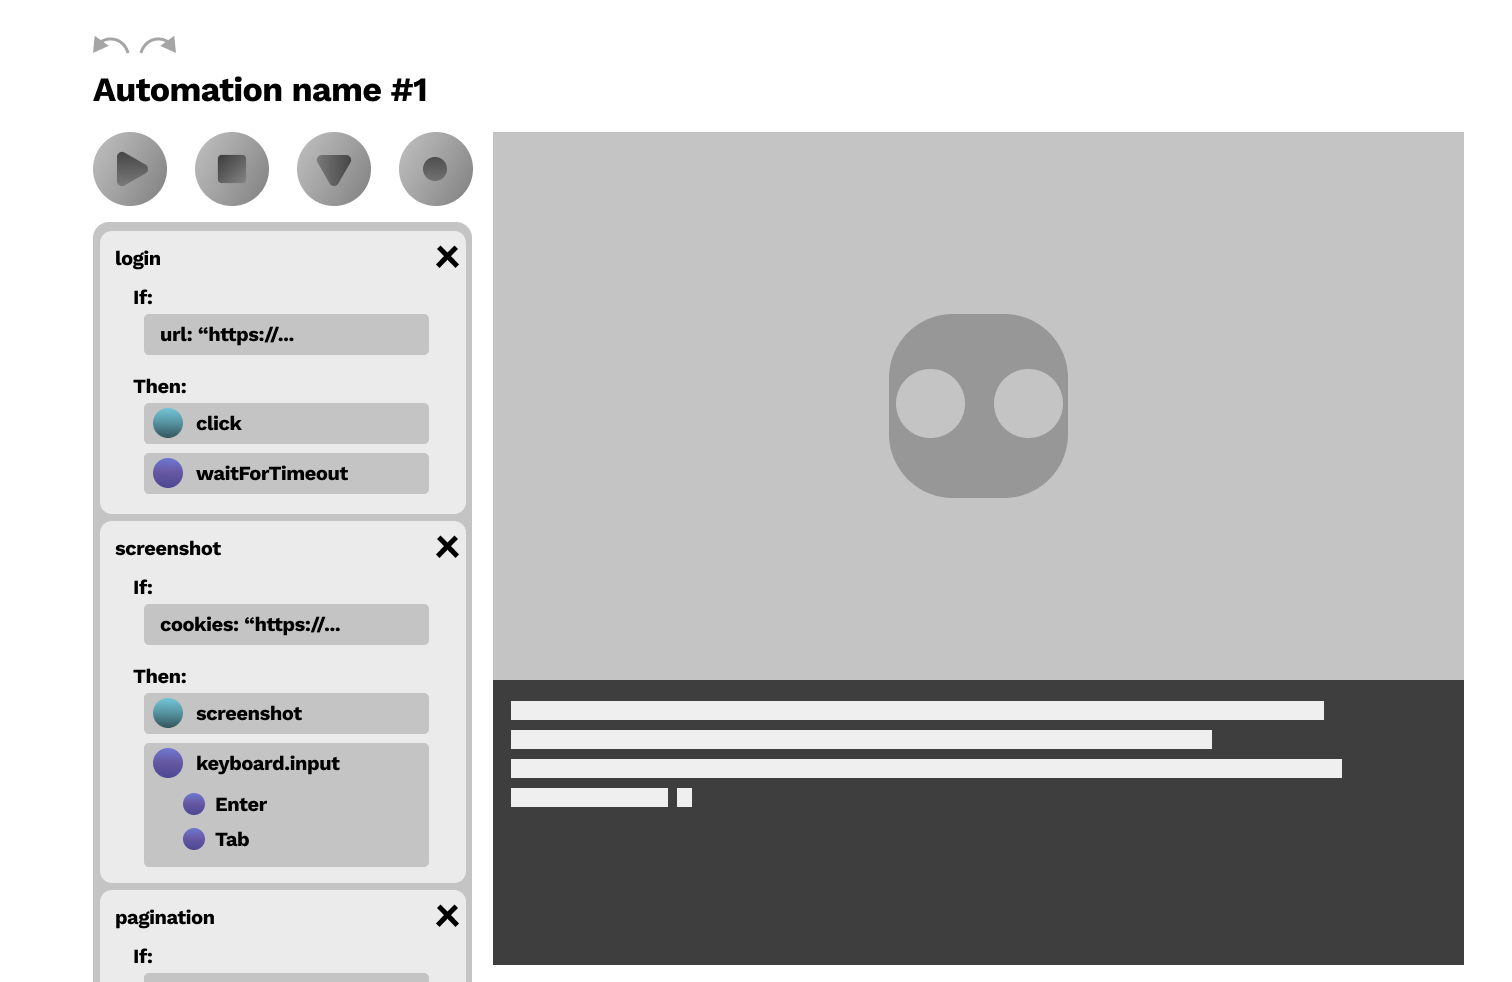 Automation name #1
login
If:
url: “https://...
Then:
click
waitForTimeout
screenshot
If:
cookies: “https://...
Then:
screenshot
keyboard.input
Enter
Tab
pagination
If: